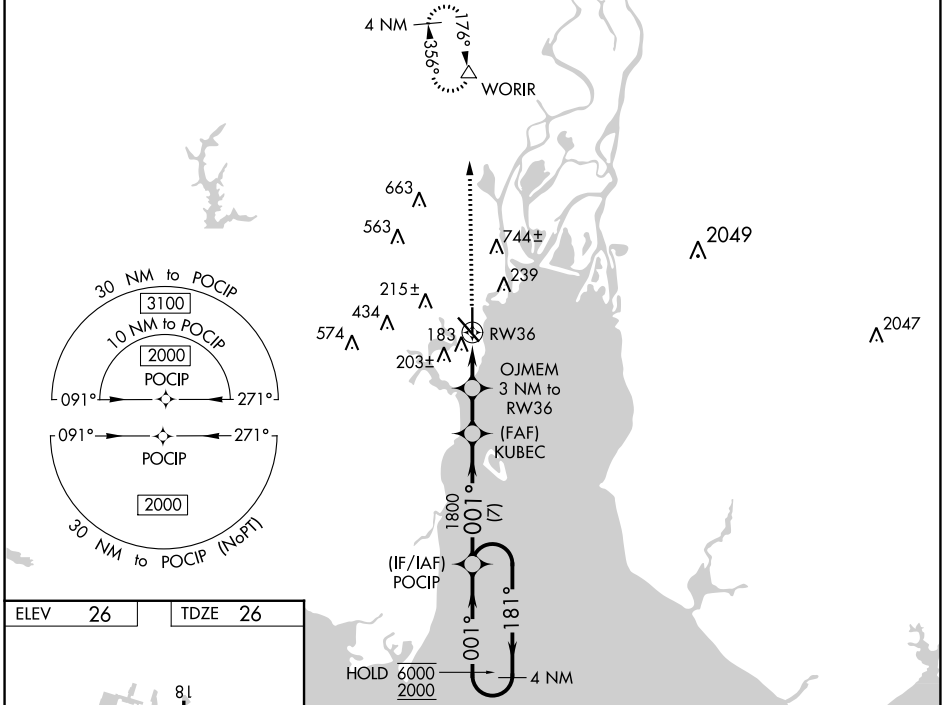 4 NM
176°
356°
WORIR
663
563
744±
2049
239
215±
434
574
183
RW36
203±
2047
OJMEM
3 NM to
RW36
(FAF)
KUBEC
30 NM to POCIP
3100
10 NM to POCIP
2000
POCIP
091°
271°
091°
271°
POCIP
2000
30 NM to POCIP (NoPT)
1800
001°
(7)
(IF/IAF)
POCIP
001°
181°
HOLD 6000
2000
4 NM
ELEV 26
TDZE 26
18